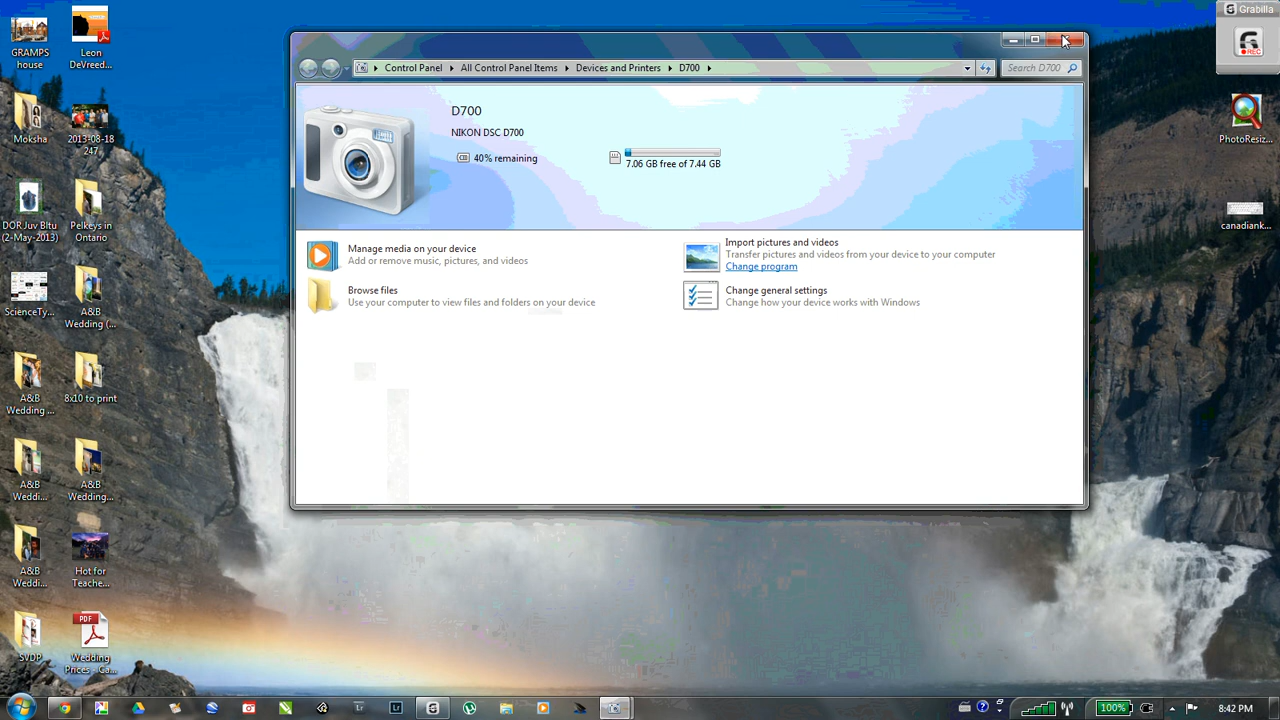 GRAMPS
house
Leon
DeVreed...
Moksha
2013-08-18
247
DOR Juv Bltu
(2-May-2013)
Pelkeys in
Ontario
ScienceTy...
A&B
Wedding (...
A&B
Wedding ...
8x10 to print
A&B
Weddi...
A&B
Wedding...
A&B
Weddi...
Hot for
Teache...
SVDP
PDF
Wedding
Prices - Ca...
Control Panel
All Control Panel Items
Devices and Printers
D700
Search D700
D700
NIKON DSC D700
40% remaining
7.06 GB free of 7.44 GB
Manage media on your device
Add or remove music, pictures, and videos
Import pictures and videos
Transfer pictures and videos from your device to your computer
Change program
Browse files
Use your computer to view files and folders on your device
Change general settings
Change how your device works with Windows
Grabilla
REC
PhotoResiz...
canadiank...
Lr
100%
8:42 PM